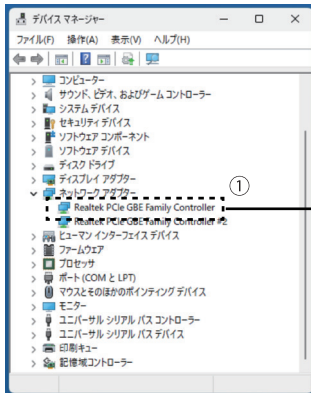 デバイス マネージャー
ファイル(F) 操作(A) 表示(V) ヘルプ(H)
コンピューター
サウンド、ビデオ、およびゲーム コントローラー
システム デバイス
セキュリティ デバイス
ソフトウェア コンポーネント
ソフトウェア デバイス
ディスク ドライブ
ディスプレイ アダプター
ネットワーク アダプター
①
Realtek PCIe GBE Family Controller
Realtek PCIe GBE Family Controller #2
ヒューマン インターフェイス デバイス
ファームウェア
プロセッサ
ポート (COM と LPT)
マウスとそのほかのポインティング デバイス
モニター
ユニバーサル シリアル バス コントローラー
ユニバーサル シリアル バス デバイス
印刷キュー
記憶域コントローラー